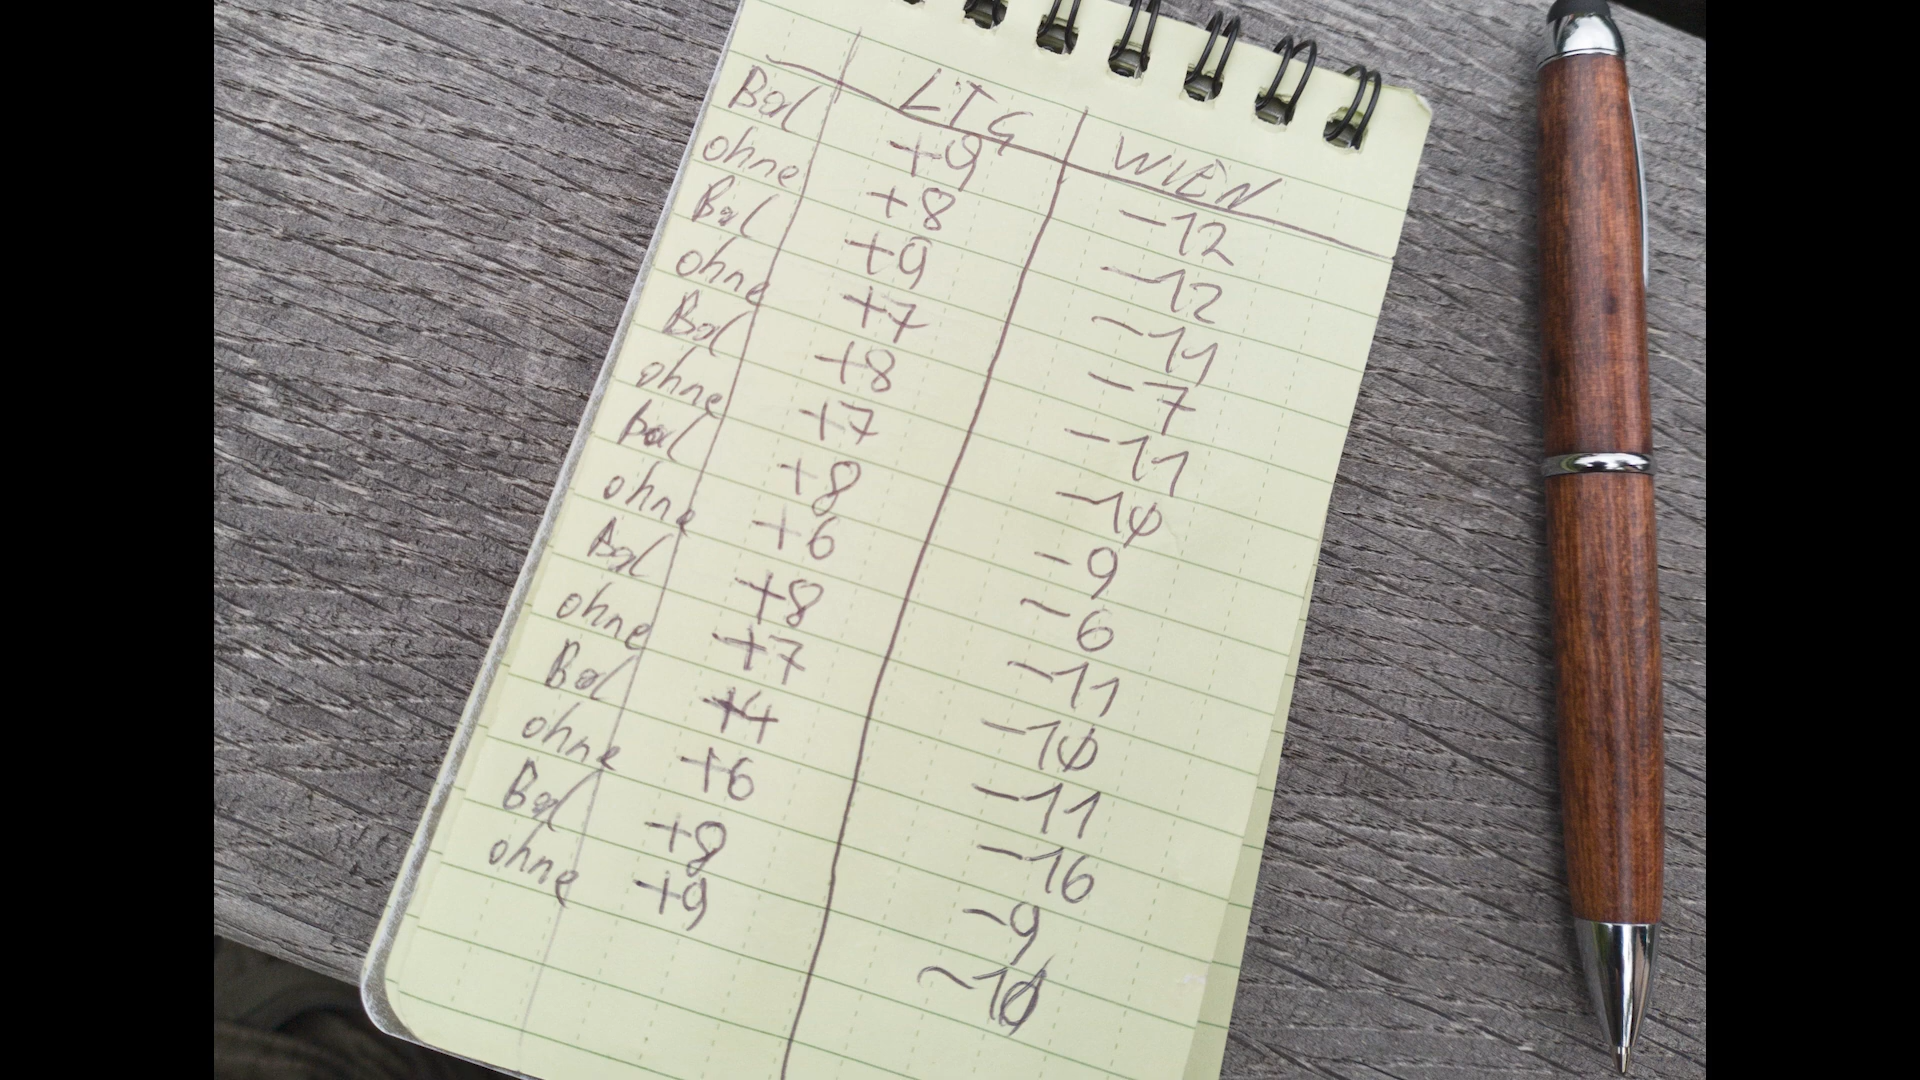 LTG WIEN
Bal +9 -12
ohne +8 -12
Bal +9 -11
ohne +7 -7
Bal +8 -11
ohne +7 -10
Bal +8 -9
ohne +6 -6
Bal +8 -11
ohne +7 -10
Bal +4 -11
ohne +6 -16
Bal +8 -9
ohne +9 -10